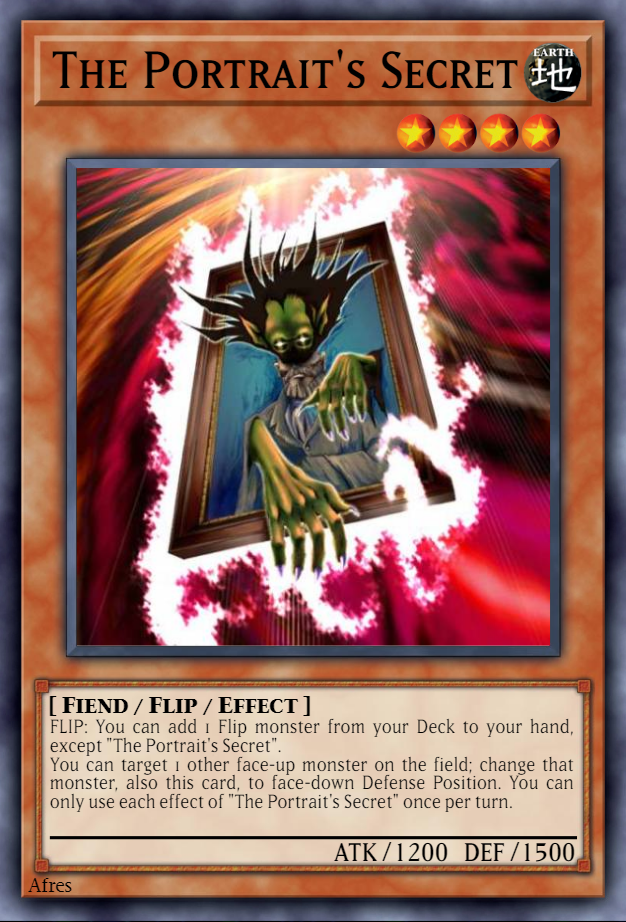 The Portrait's Secret
EARTH
地
[ Fiend / Flip / Effect ]
FLIP: You can add 1 Flip monster from your Deck to your hand,
except "The Portrait's Secret".
You can target 1 other face-up monster on the field; change that
monster, also this card, to face-down Defense Position. You can
only use each effect of "The Portrait's Secret" once per turn.
ATK / 1200 DEF / 1500
Afres